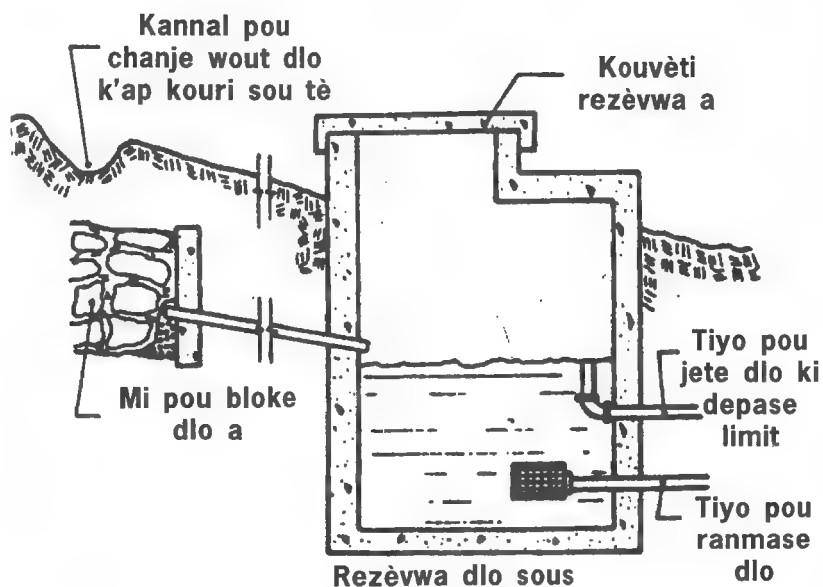 Kannal pou
chanje wout dlo
k'ap kouri sou tè
Kouvèti
rezèvwa a
Mi pou bloke
dlo a
Tiyo pou
jete dlo ki
depase
limit
Tiyo pou
ranmase
dlo
Rezèvwa dlo sous